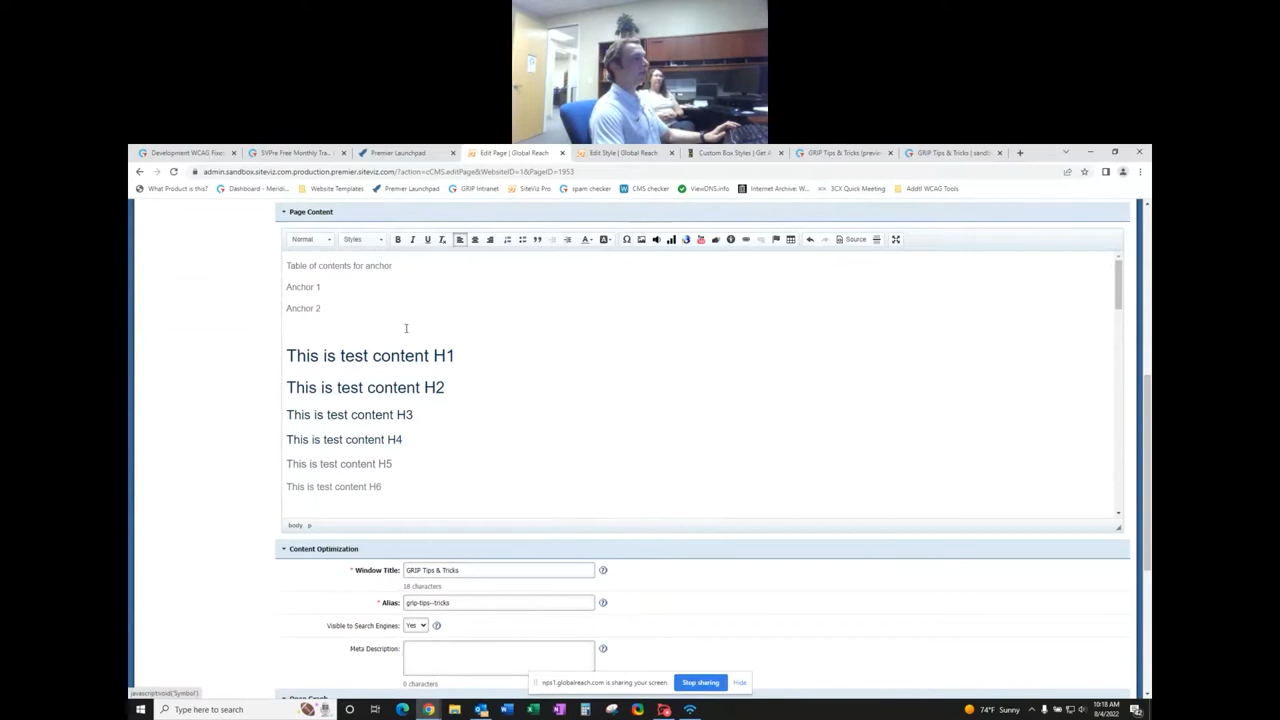 Development WCAG Fixe:
SVPre Free Monthly Tra...
Premier Launchpad
Edit Page | Global Reach
Edit Style | Global Reach
Custom Box Styles | Get A
GRIP Tips & Tricks (preview
GRIP Tips & Tricks | sand
admin.sandbox.siteviz.com.production.premier.siteviz.com/?action=cCMS.editPage&WebsiteID=1&PageID=1953
What Product is this?
Dashboard - Meridi...
Website Templates
Premier Launchpad
GRIP Intranet
SiteViz Pro
spam checker
CMS checker
ViewDNS.info
Internet Archive: W...
3CX Quick Meeting
Addtl WCAG Tools
Page Content
Normal
Styles
Source
Table of contents for anchor
Anchor 1
Anchor 2
This is test content H1
This is test content H2
This is test content H3
This is test content H4
This is test content H5
This is test content H6
body p
Content Optimization
* Window Title: GRIP Tips & Tricks
18 characters
* Alias: grip-tips--tricks
Visible to Search Engines: Yes
Meta Description:
0 characters
nps1.globalreach.com is sharing your screen.
Stop sharing
Hide
javascript:void('Symbol')
Open Graph
Type here to search
74°F Sunny
10:18 AM
8/4/2022